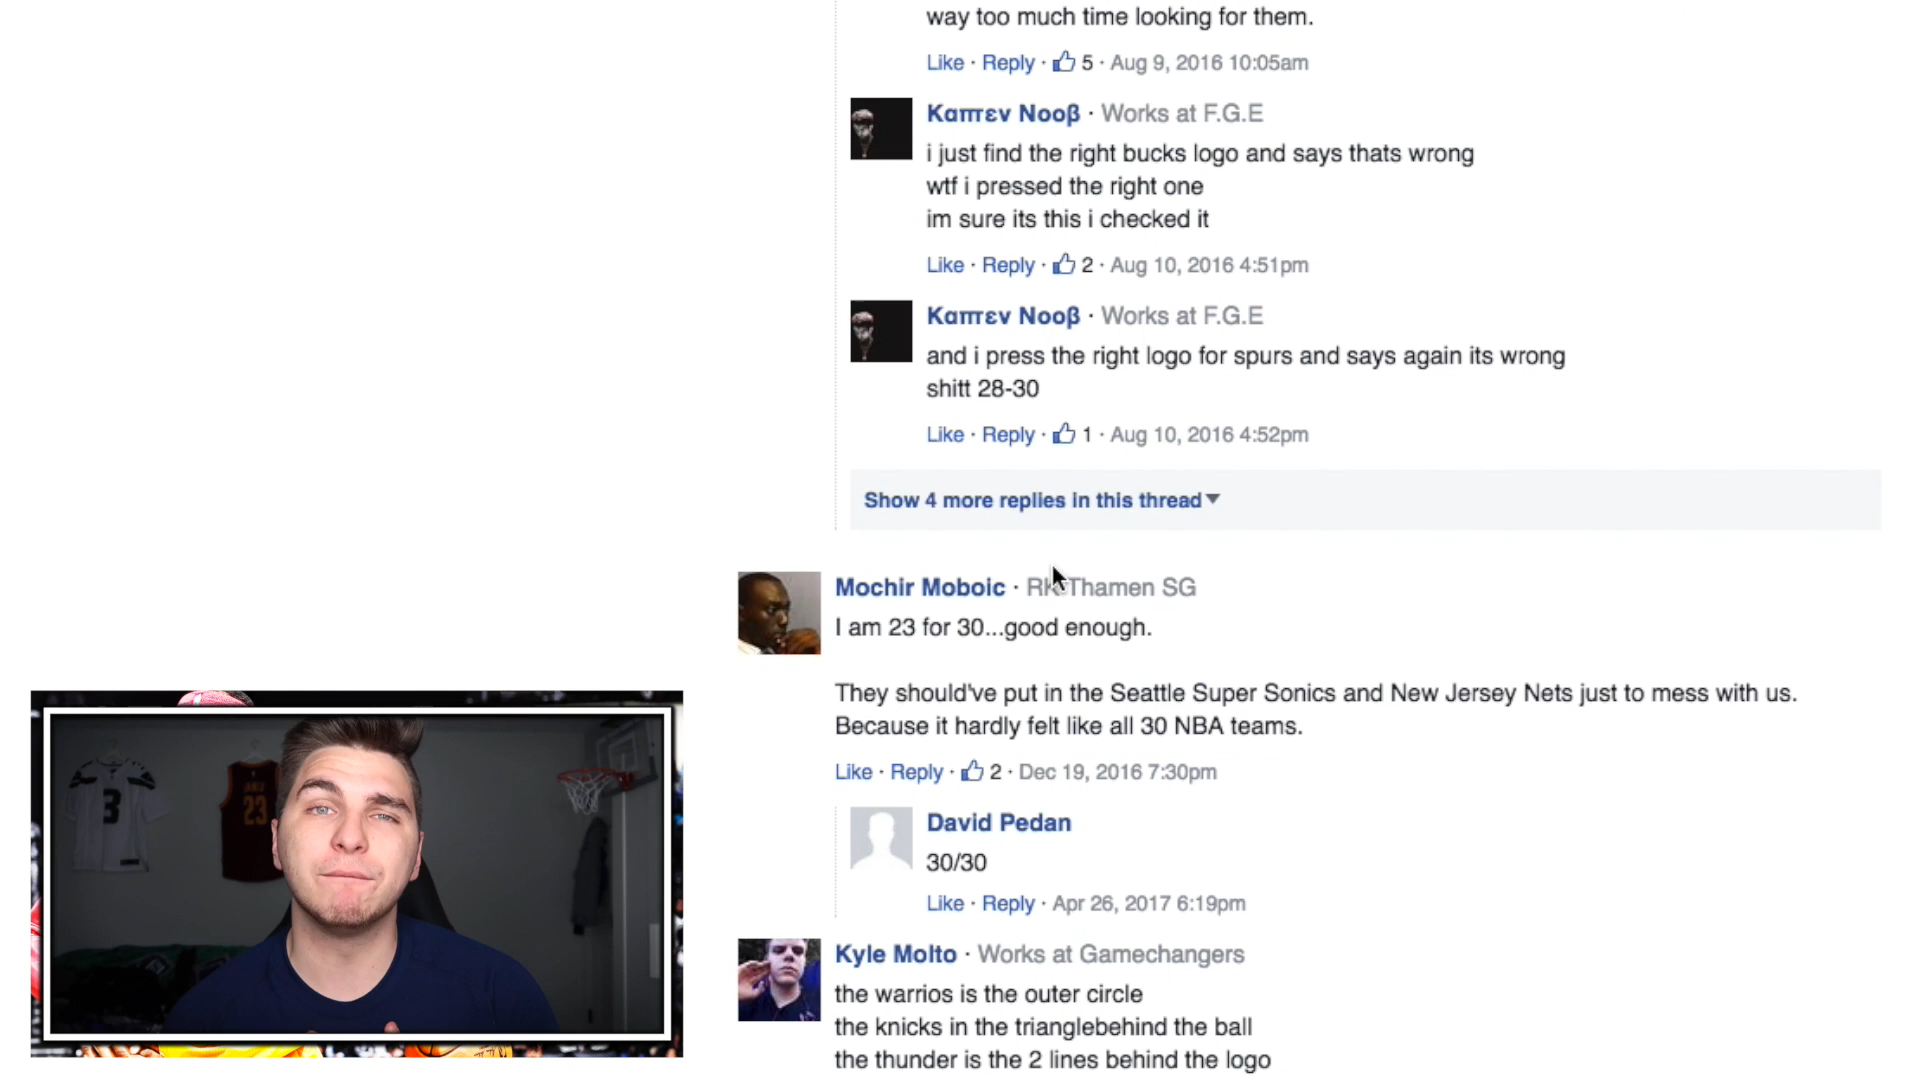 way too much time looking for them.
Like · Reply · 5 · Aug 9, 2016 10:05am
Kαπτεν Nooβ · Works at F.G.E
i just find the right bucks logo and says thats wrong
wtf i pressed the right one
im sure its this i checked it
Like · Reply · 2 · Aug 10, 2016 4:51pm
Kαπτεν Nooβ · Works at F.G.E
and i press the right logo for spurs and says again its wrong
shitt 28-30
Like · Reply · 1 · Aug 10, 2016 4:52pm
Show 4 more replies in this thread
Mochir Moboic · RK Thamen SG
I am 23 for 30...good enough.
They should've put in the Seattle Super Sonics and New Jersey Nets just to mess with us.
Because it hardly felt like all 30 NBA teams.
Like · Reply · 2 · Dec 19, 2016 7:30pm
David Pedan
30/30
Like · Reply · Apr 26, 2017 6:19pm
Kyle Molto · Works at Gamechangers
the warrios is the outer circle
the knicks in the trianglebehind the ball
the thunder is the 2 lines behind the logo
3
23